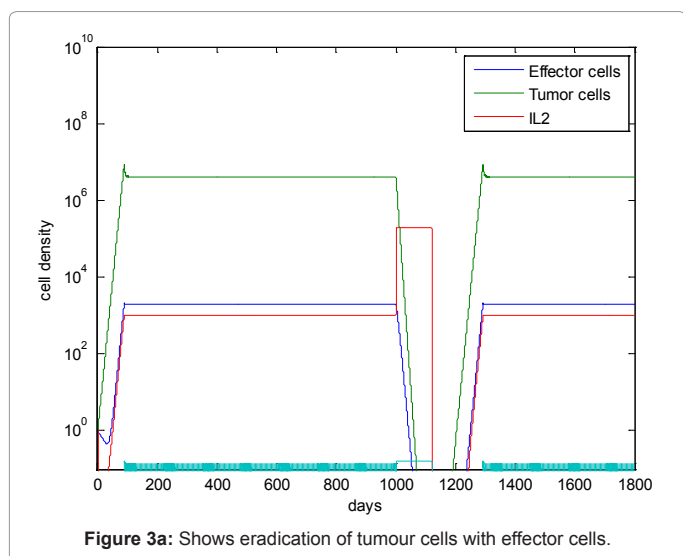 10^10
10^8
10^6
10^4
10^2
10^0
cell density
Effector cells
Tumor cells
IL2
0 200 400 600 800 1000 1200 1400 1600 1800
days
Figure 3a: Shows eradication of tumour cells with effector cells.